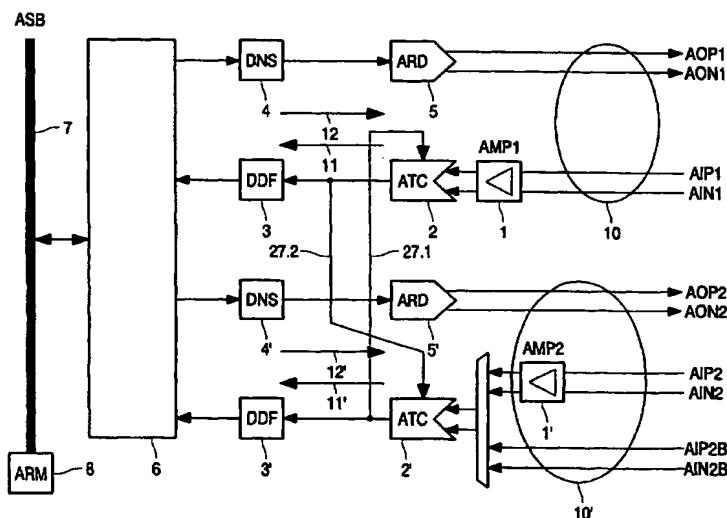 ASB
7
DNS
4
ARD
5
AOP1
AON1
12
11
DDF
3
ATC
2
AMP1
1
AIP1
AIN1
10
27.2
27.1
DNS
4'
ARD
5'
AOP2
AON2
12'
11'
DDF
3'
ATC
2'
AMP2
1'
AIP2
AIN2
AIP2B
AIN2B
10'
ARM
8
6